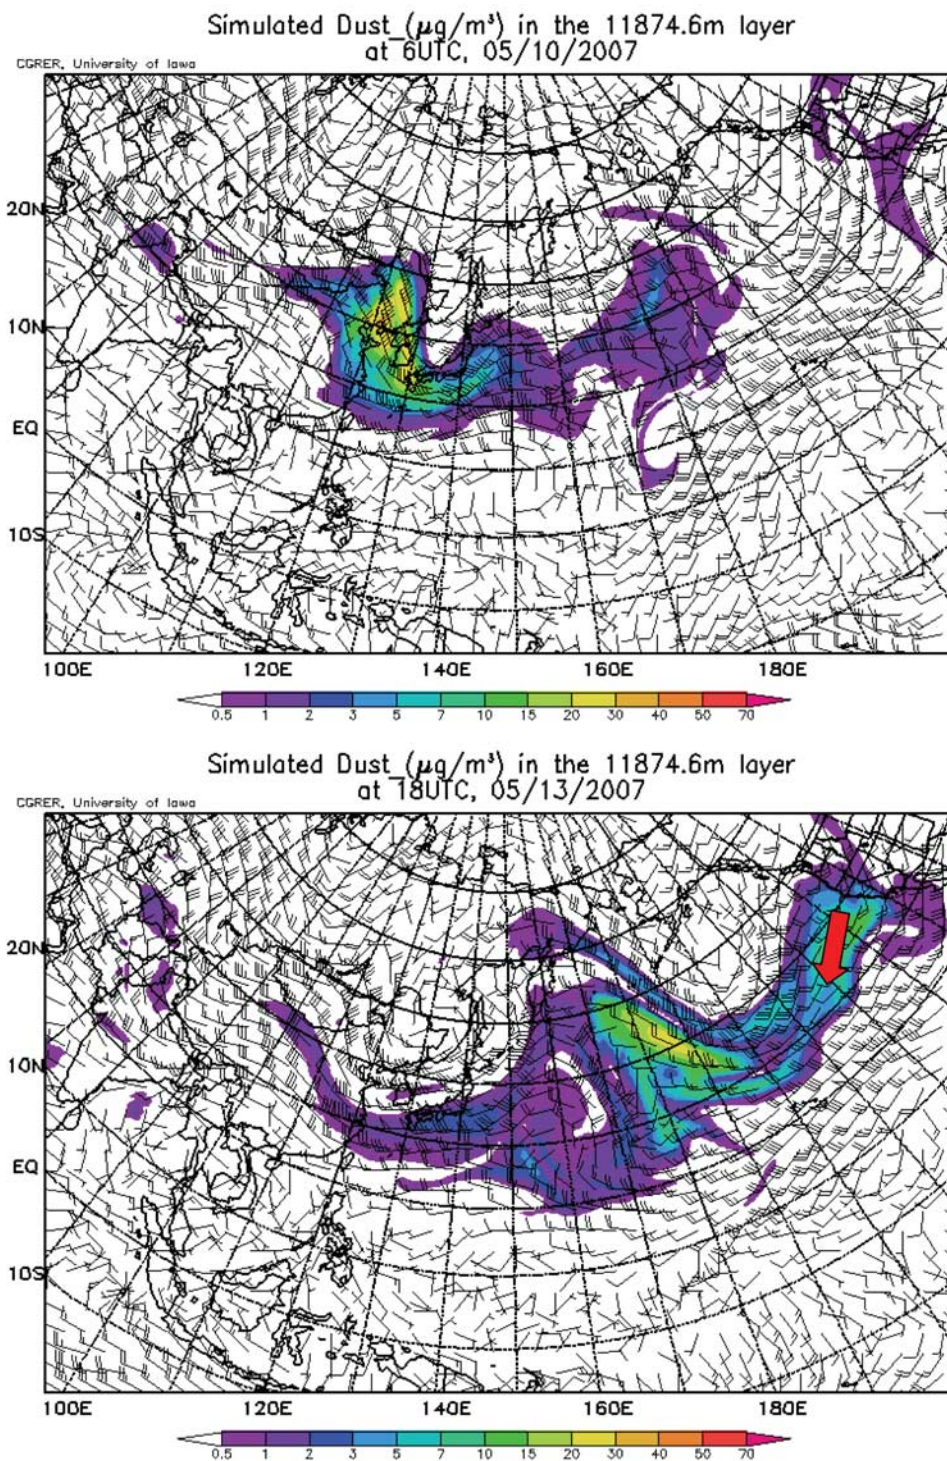 Simulated Dust_(μg/m³) in the 11874.6m layer
at 6UTC, 05/10/2007
CGRER, University of Iowa
20N
10N
EQ
10S
100E 120E 140E 160E 180E
0.5 1 2 3 5 7 10 15 20 30 40 50 70
Simulated Dust_(μg/m³) in the 11874.6m layer
at 18UTC, 05/13/2007
CGRER, University of Iowa
20N
10N
EQ
10S
100E 120E 140E 160E 180E
0.5 1 2 3 5 7 10 15 20 30 40 50 70